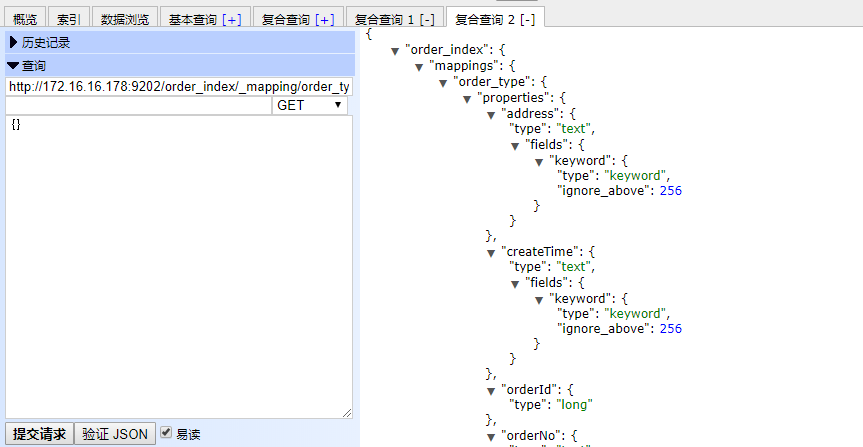 概览 索引 数据浏览 基本查询 [+] 复合查询 [+] 复合查询 1 [-] 复合查询 2 [-]
历史记录
查询
http://172.16.16.178:9202/order_index/_mapping/order_ty
GET
{}
提交请求 验证 JSON 易读
{
"order_index": {
"mappings": {
"order_type": {
"properties": {
"address": {
"type": "text",
"fields": {
"keyword": {
"type": "keyword",
"ignore_above": 256
}
}
},
"createTime": {
"type": "text",
"fields": {
"keyword": {
"type": "keyword",
"ignore_above": 256
}
}
},
"orderId": {
"type": "long"
},
"orderNo": {